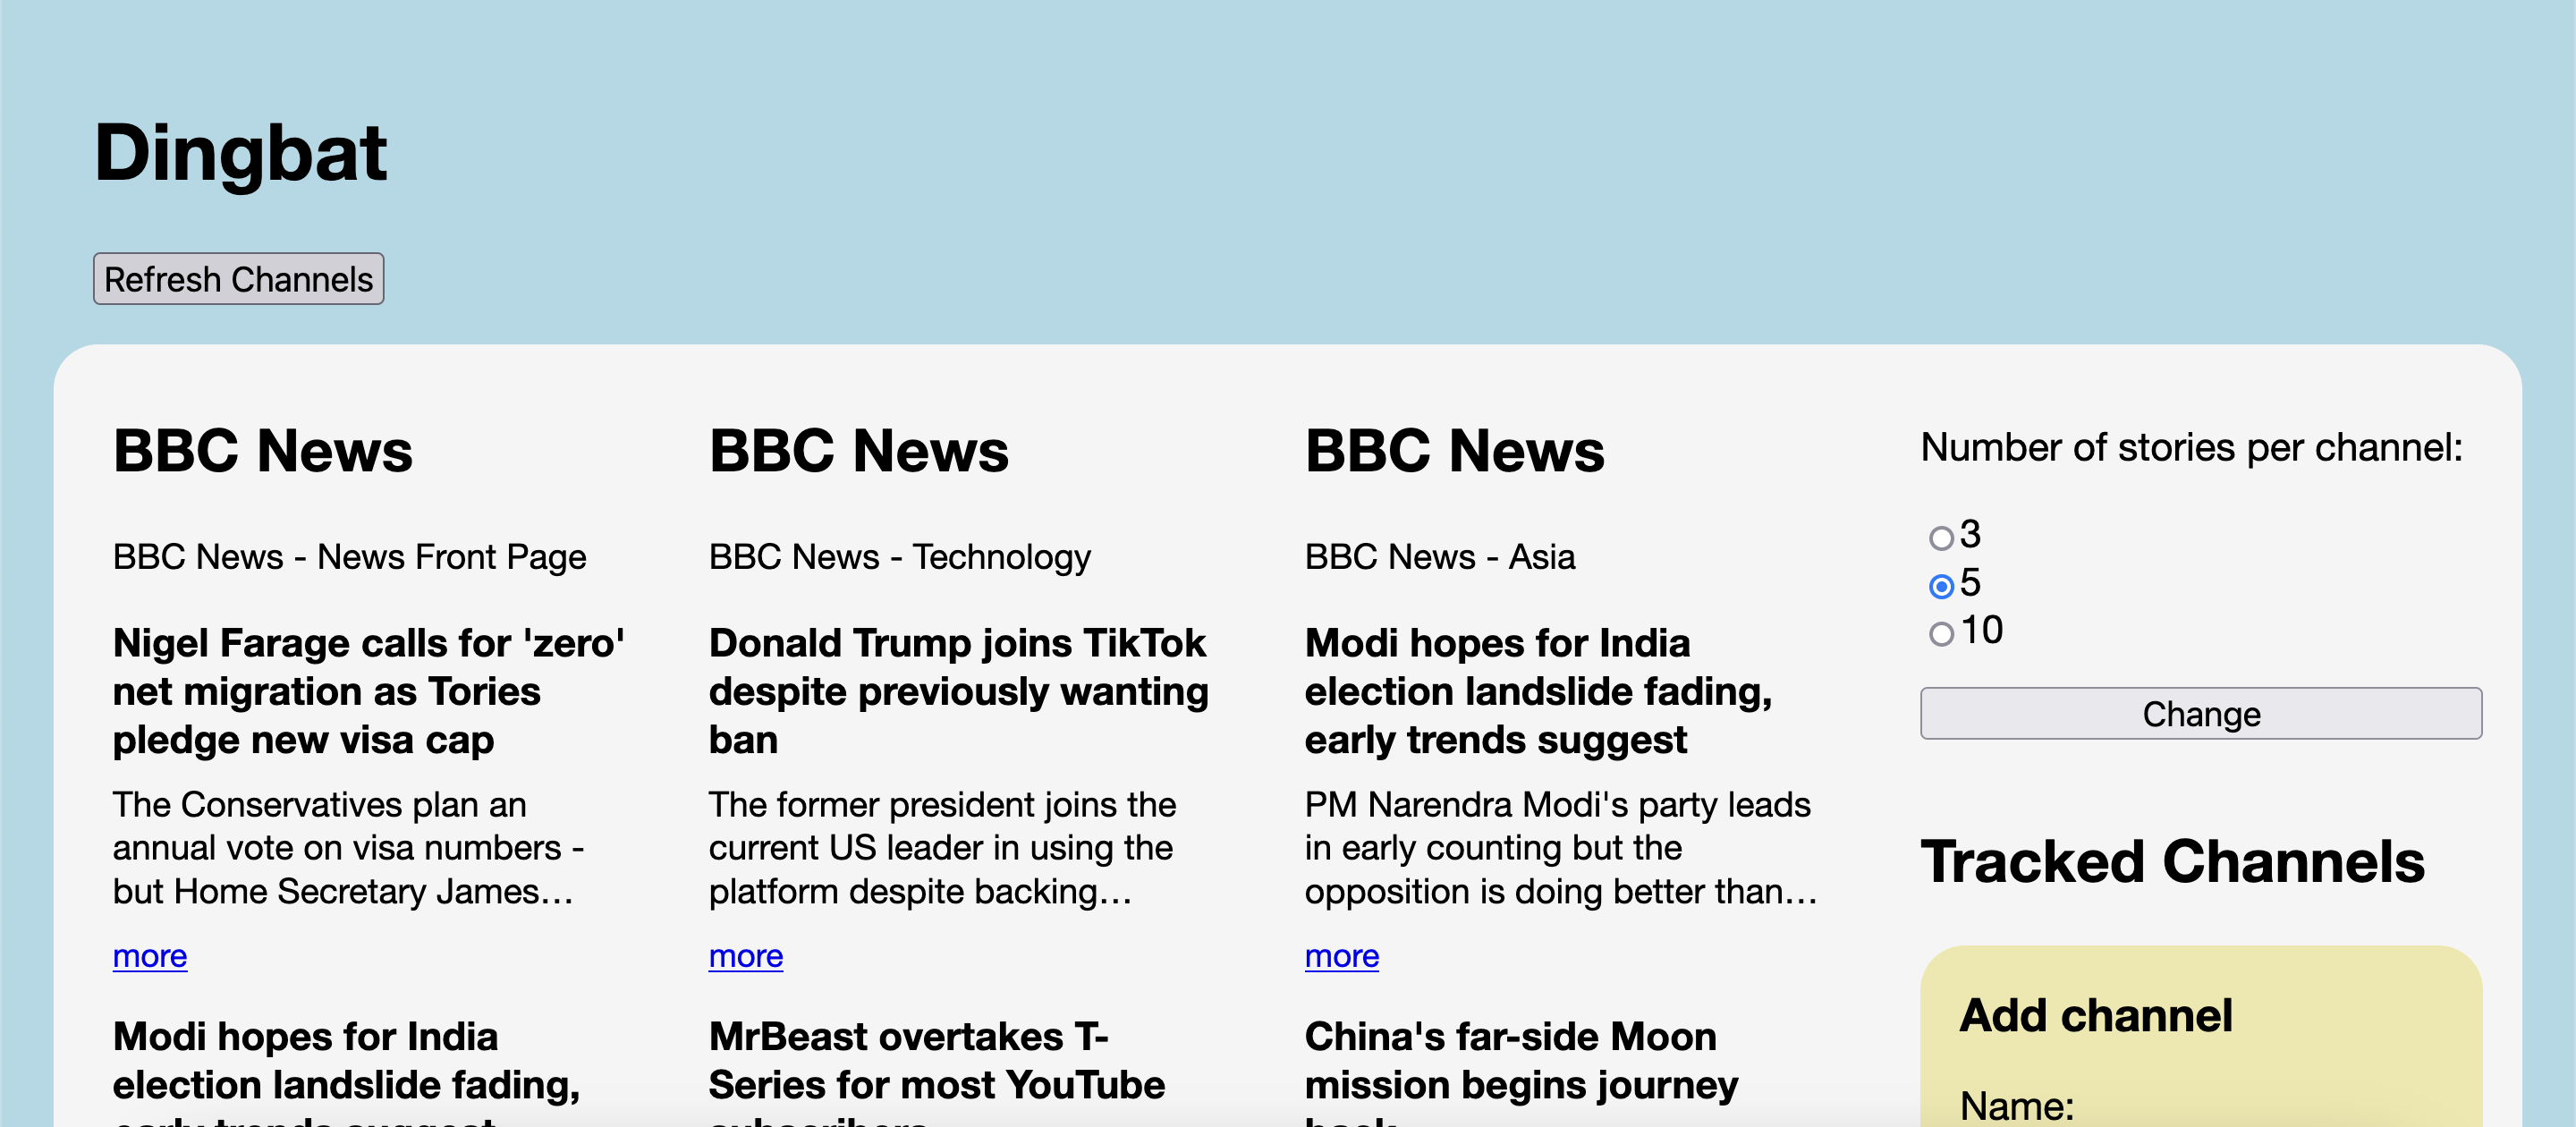 Dingbat
Refresh Channels
BBC News
BBC News - News Front Page
Nigel Farage calls for 'zero'
net migration as Tories
pledge new visa cap
The Conservatives plan an
annual vote on visa numbers -
but Home Secretary James...
more
Modi hopes for India
election landslide fading,
early trends suggest
BBC News
BBC News - Technology
Donald Trump joins TikTok
despite previously wanting
ban
The former president joins the
current US leader in using the
platform despite backing...
more
MrBeast overtakes T-
Series for most YouTube
subscribers
BBC News
BBC News - Asia
Modi hopes for India
election landslide fading,
early trends suggest
PM Narendra Modi's party leads
in early counting but the
opposition is doing better than...
more
China's far-side Moon
mission begins journey
back
Number of stories per channel:
3
5
10
Change
Tracked Channels
Add channel
Name: